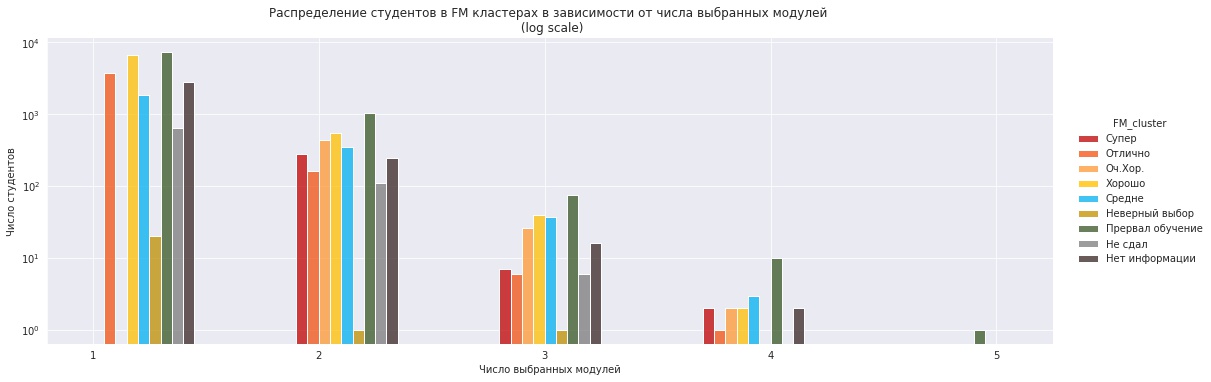 Распределение студентов в FM кластерах в зависимости от числа выбранных модулей
(log scale)
Число студентов
10⁴
10³
10²
10¹
10⁰
1 2 3 4 5
Число выбранных модулей
FM_cluster
Супер
Отлично
Оч.Хор.
Хорошо
Средне
Неверный выбор
Прервал обучение
Не сдал
Нет информации